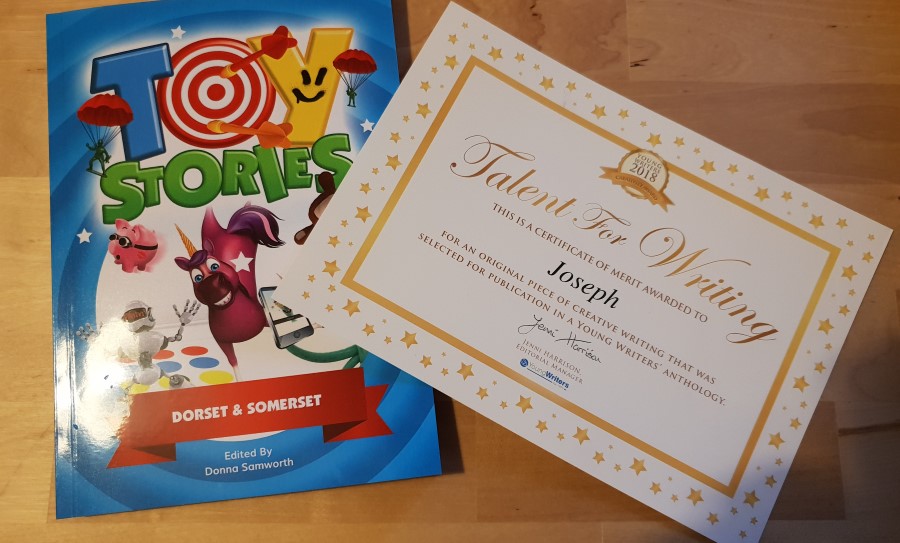 TOY
STORIES
DORSET & SOMERSET
Edited By
Donna Samworth
YOUNG
WRITER
2018
Talent For Writing
THIS IS A CERTIFICATE OF MERIT AWARDED TO
Joseph
FOR AN ORIGINAL PIECE OF CREATIVE WRITING THAT WAS
SELECTED FOR PUBLICATION IN A YOUNG WRITERS' ANTHOLOGY.
Jenni Harrison
JENNI HARRISON
EDITORIAL MANAGER
YoungWriters